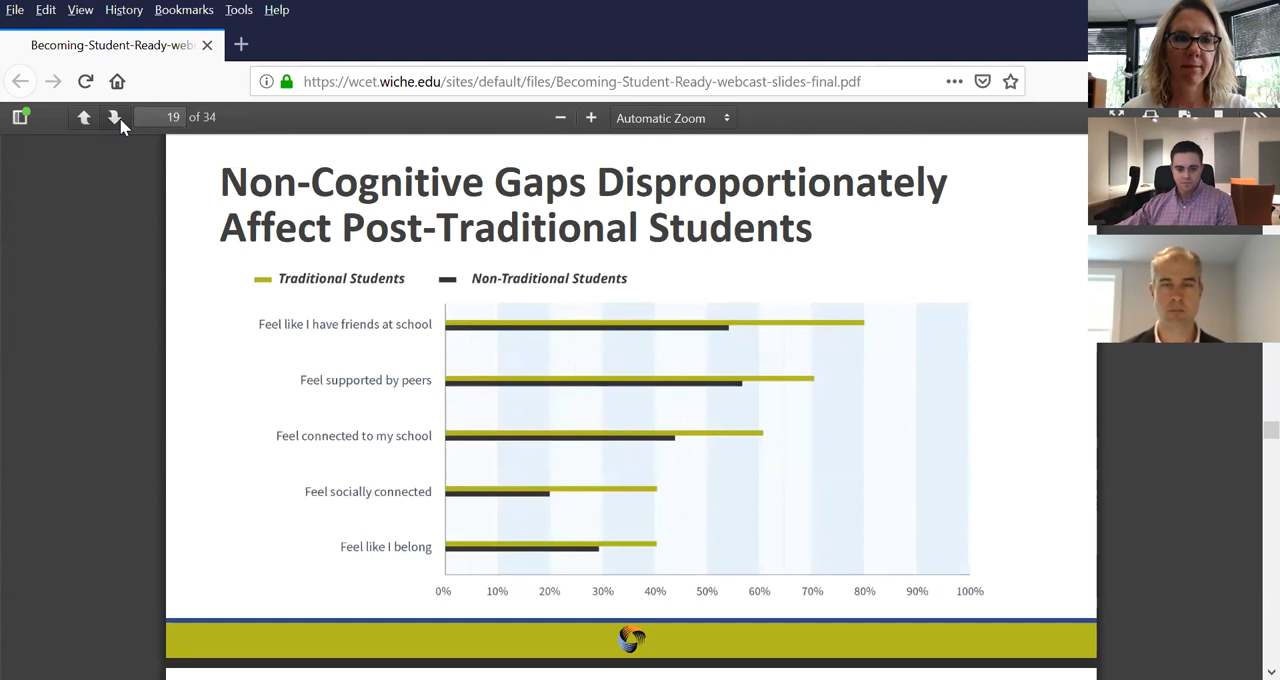 File Edit View History Bookmarks Tools Help
Becoming-Student-Ready-web
https://wcet.wiche.edu/sites/default/files/Becoming-Student-Ready-webcast-slides-final.pdf
19 of 34
Automatic Zoom
Non-Cognitive Gaps Disproportionately
Affect Post-Traditional Students
Traditional Students Non-Traditional Students
Feel like I have friends at school
Feel supported by peers
Feel connected to my school
Feel socially connected
Feel like I belong
0% 10% 20% 30% 40% 50% 60% 70% 80% 90% 100%